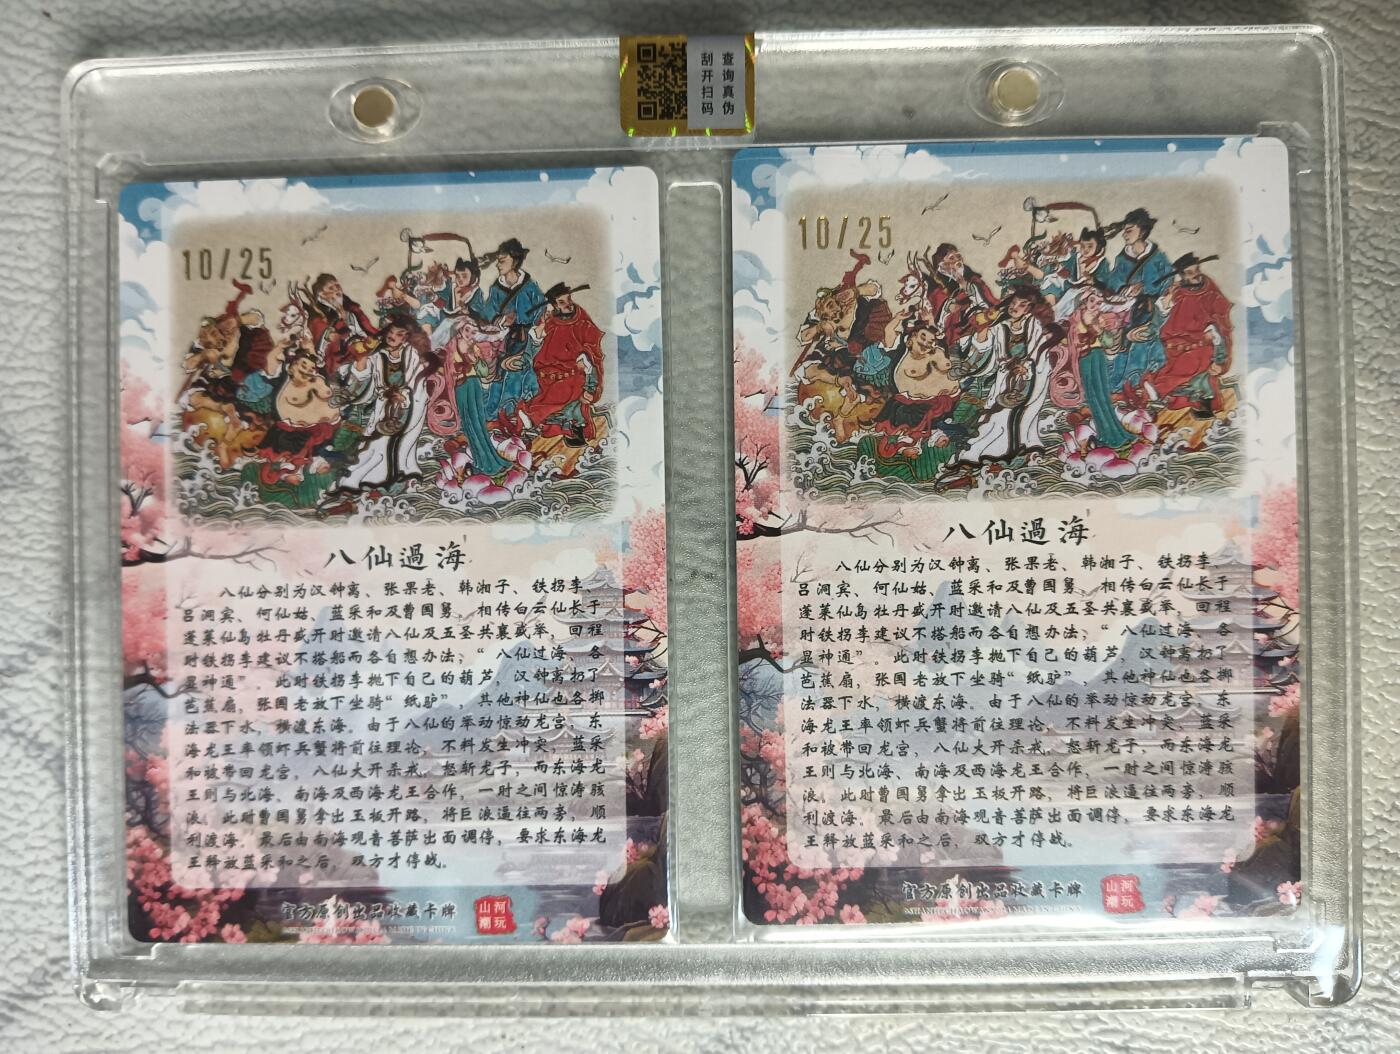 查询真伪
刮开扫码
10/25
八仙過海
八仙分别为汉钟离、张果老、韩湘子、铁拐李、
吕洞宾、何仙姑、蓝采和及曹国舅。相传白云仙长于
蓬莱仙岛牡丹盛开时邀请八仙及五圣共襄盛举，回程
时铁拐李建议不搭船而各自想办法；“八仙过海、各
显神通”。此时铁拐李抛下自己的葫芦，汉钟离扔了
芭蕉扇，张国老放下坐骑“纸驴”，其他神仙也各掷
法器下水，横渡东海。由于八仙的举动惊动龙宫、东
海龙王率领虾兵蟹将前往理论，不料发生冲突，蓝采
和被带回龙宫，八仙大开杀戒，怒斩龙子，而东海龙
王则与北海、南海及西海龙王合作，一时之间惊涛骇
浪。此时曹国舅拿出玉板开路，将巨浪逼往两旁，顺
利渡海。最后由南海观音菩萨出面调停，要求东海龙
王释放蓝采和之后，双方才停战。
官方原创出品收藏卡牌
山河
潮玩
10/25
八仙過海
八仙分别为汉钟离、张果老、韩湘子、铁拐李、
吕洞宾、何仙姑、蓝采和及曹国舅。相传白云仙长于
蓬莱仙岛牡丹盛开时邀请八仙及五圣共襄盛举，回程
时铁拐李建议不搭船而各自想办法；“八仙过海、各
显神通”。此时铁拐李抛下自己的葫芦，汉钟离扔了
芭蕉扇，张国老放下坐骑“纸驴”，其他神仙也各掷
法器下水，横渡东海。由于八仙的举动惊动龙宫、东
海龙王率领虾兵蟹将前往理论，不料发生冲突，蓝采
和被带回龙宫，八仙大开杀戒，怒斩龙子，而东海龙
王则与北海、南海及西海龙王合作，一时之间惊涛骇
浪。此时曹国舅拿出玉板开路，将巨浪逼往两旁，顺
利渡海。最后由南海观音菩萨出面调停，要求东海龙
王释放蓝采和之后，双方才停战。
官方原创出品收藏卡牌
山河
潮玩